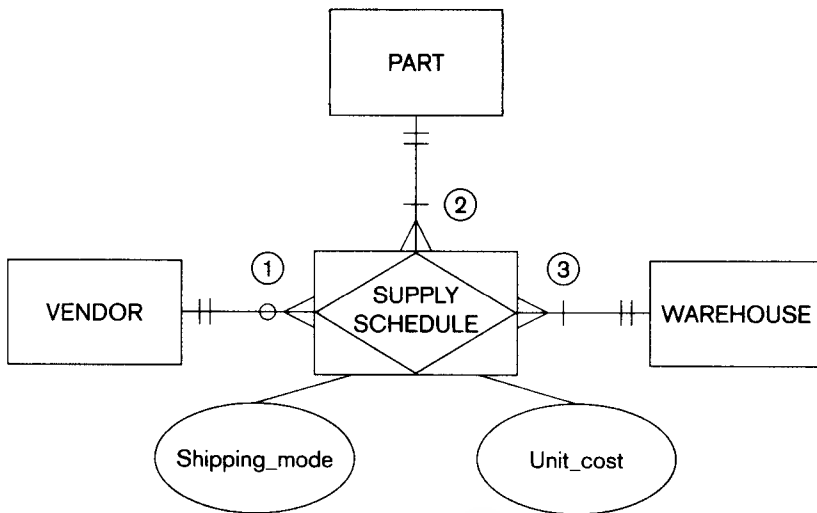 PART
2
1
3
VENDOR
SUPPLY
SCHEDULE
WAREHOUSE
Shipping_mode
Unit_cost